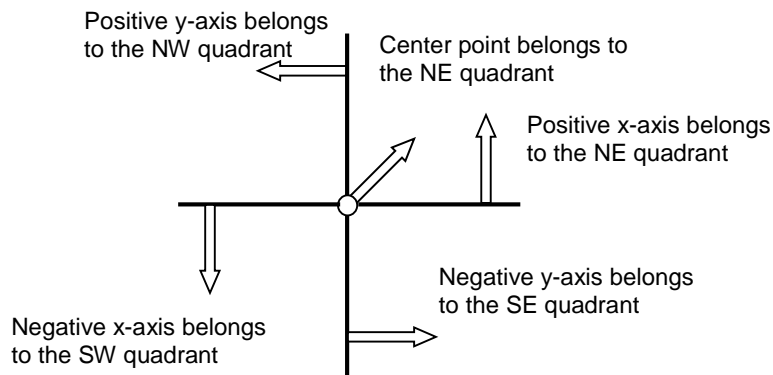 Positive y-axis belongs
to the NW quadrant
Center point belongs to
the NE quadrant
Positive x-axis belongs
to the NE quadrant
Negative y-axis belongs
to the SE quadrant
Negative x-axis belongs
to the SW quadrant